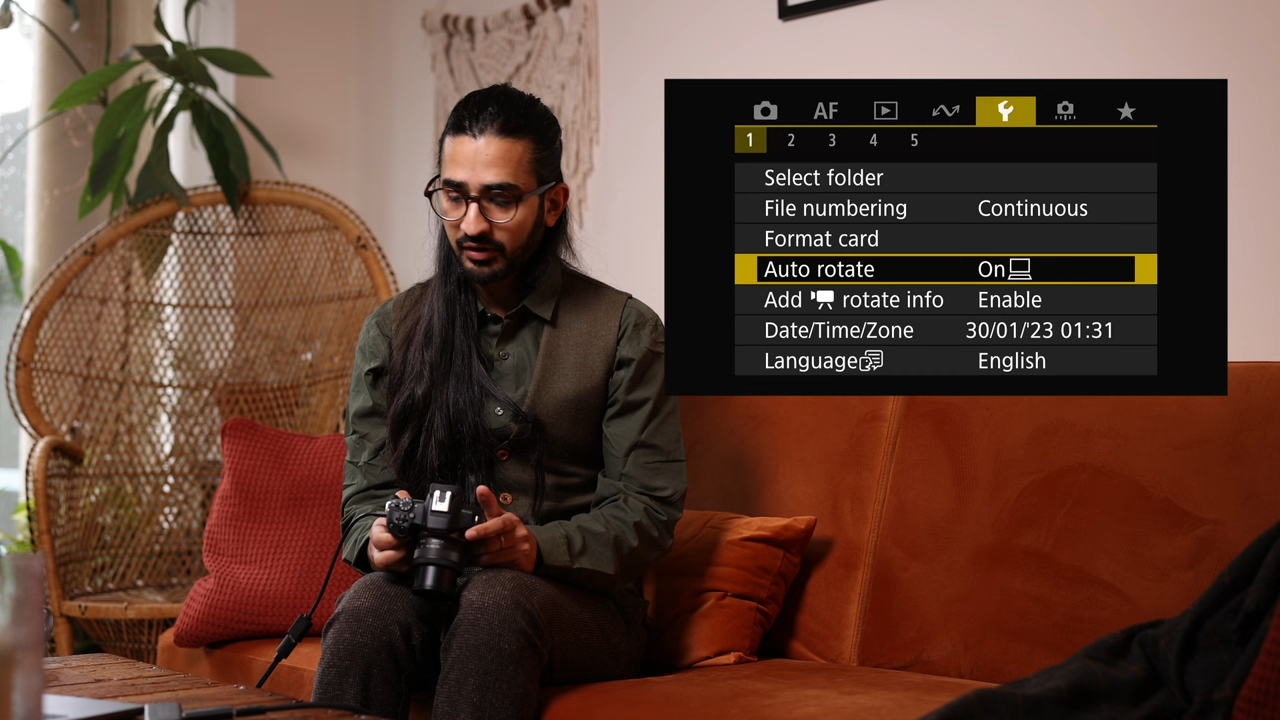 AF
1 2 3 4 5
Select folder
File numbering Continuous
Format card
Auto rotate On
Add rotate info Enable
Date/Time/Zone 30/01/'23 01:31
Language English